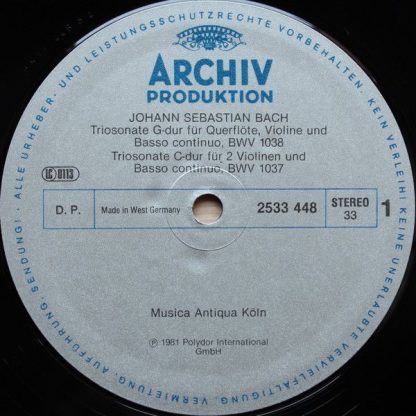 ALLE URHEBER- UND LEISTUNGSSCHUTZRECHTE VORBEHALTEN. KEIN VERLEIH! KEINE UNERLAUBTE VERVIELFÄLTIGUNG, VERMIETUNG, AUFFÜHRUNG, SENDUNG!
ARCHIV
PRODUKTION
JOHANN SEBASTIAN BACH
Triosonate G-dur für Querflöte, Violine und
Basso continuo, BWV 1038
Triosonate C-dur für 2 Violinen und
Basso continuo, BWV 1037
LC 0113
D. P.
Made in West Germany
2533 448
STEREO
33
1
Musica Antiqua Köln
℗ 1981 Polydor International
GmbH